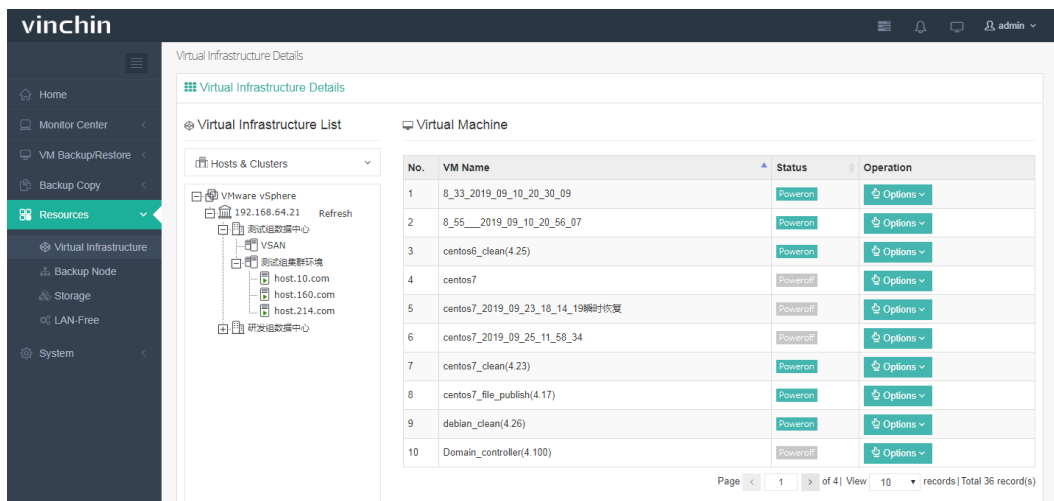 vinchin
admin
Virtual Infrastructure Details
Home
Monitor Center
VM Backup/Restore
Backup Copy
Resources
Virtual Infrastructure
Backup Node
Storage
LAN-Free
System
Virtual Infrastructure Details
Virtual Infrastructure List
Hosts & Clusters
VMware vSphere
192.168.64.21 Refresh
测试组数据中心
VSAN
测试组集群环境
host.10.com
host.160.com
host.214.com
研发组数据中心
Virtual Machine
No. VM Name Status Operation
1 8_33_2019_09_10_20_30_09 Poweron Options
2 8_55___2019_09_10_20_56_07 Poweron Options
3 centos6_clean(4.25) Poweron Options
4 centos7 Poweroff Options
5 centos7_2019_09_23_18_14_19瞬时恢复 Poweroff Options
6 centos7_2019_09_25_11_58_34 Poweroff Options
7 centos7_clean(4.23) Poweron Options
8 centos7_file_publish(4.17) Poweron Options
9 debian_clean(4.26) Poweron Options
10 Domain_controller(4.100) Poweroff Options
Page < 1 > of 4 | View 10 records | Total 36 record(s)